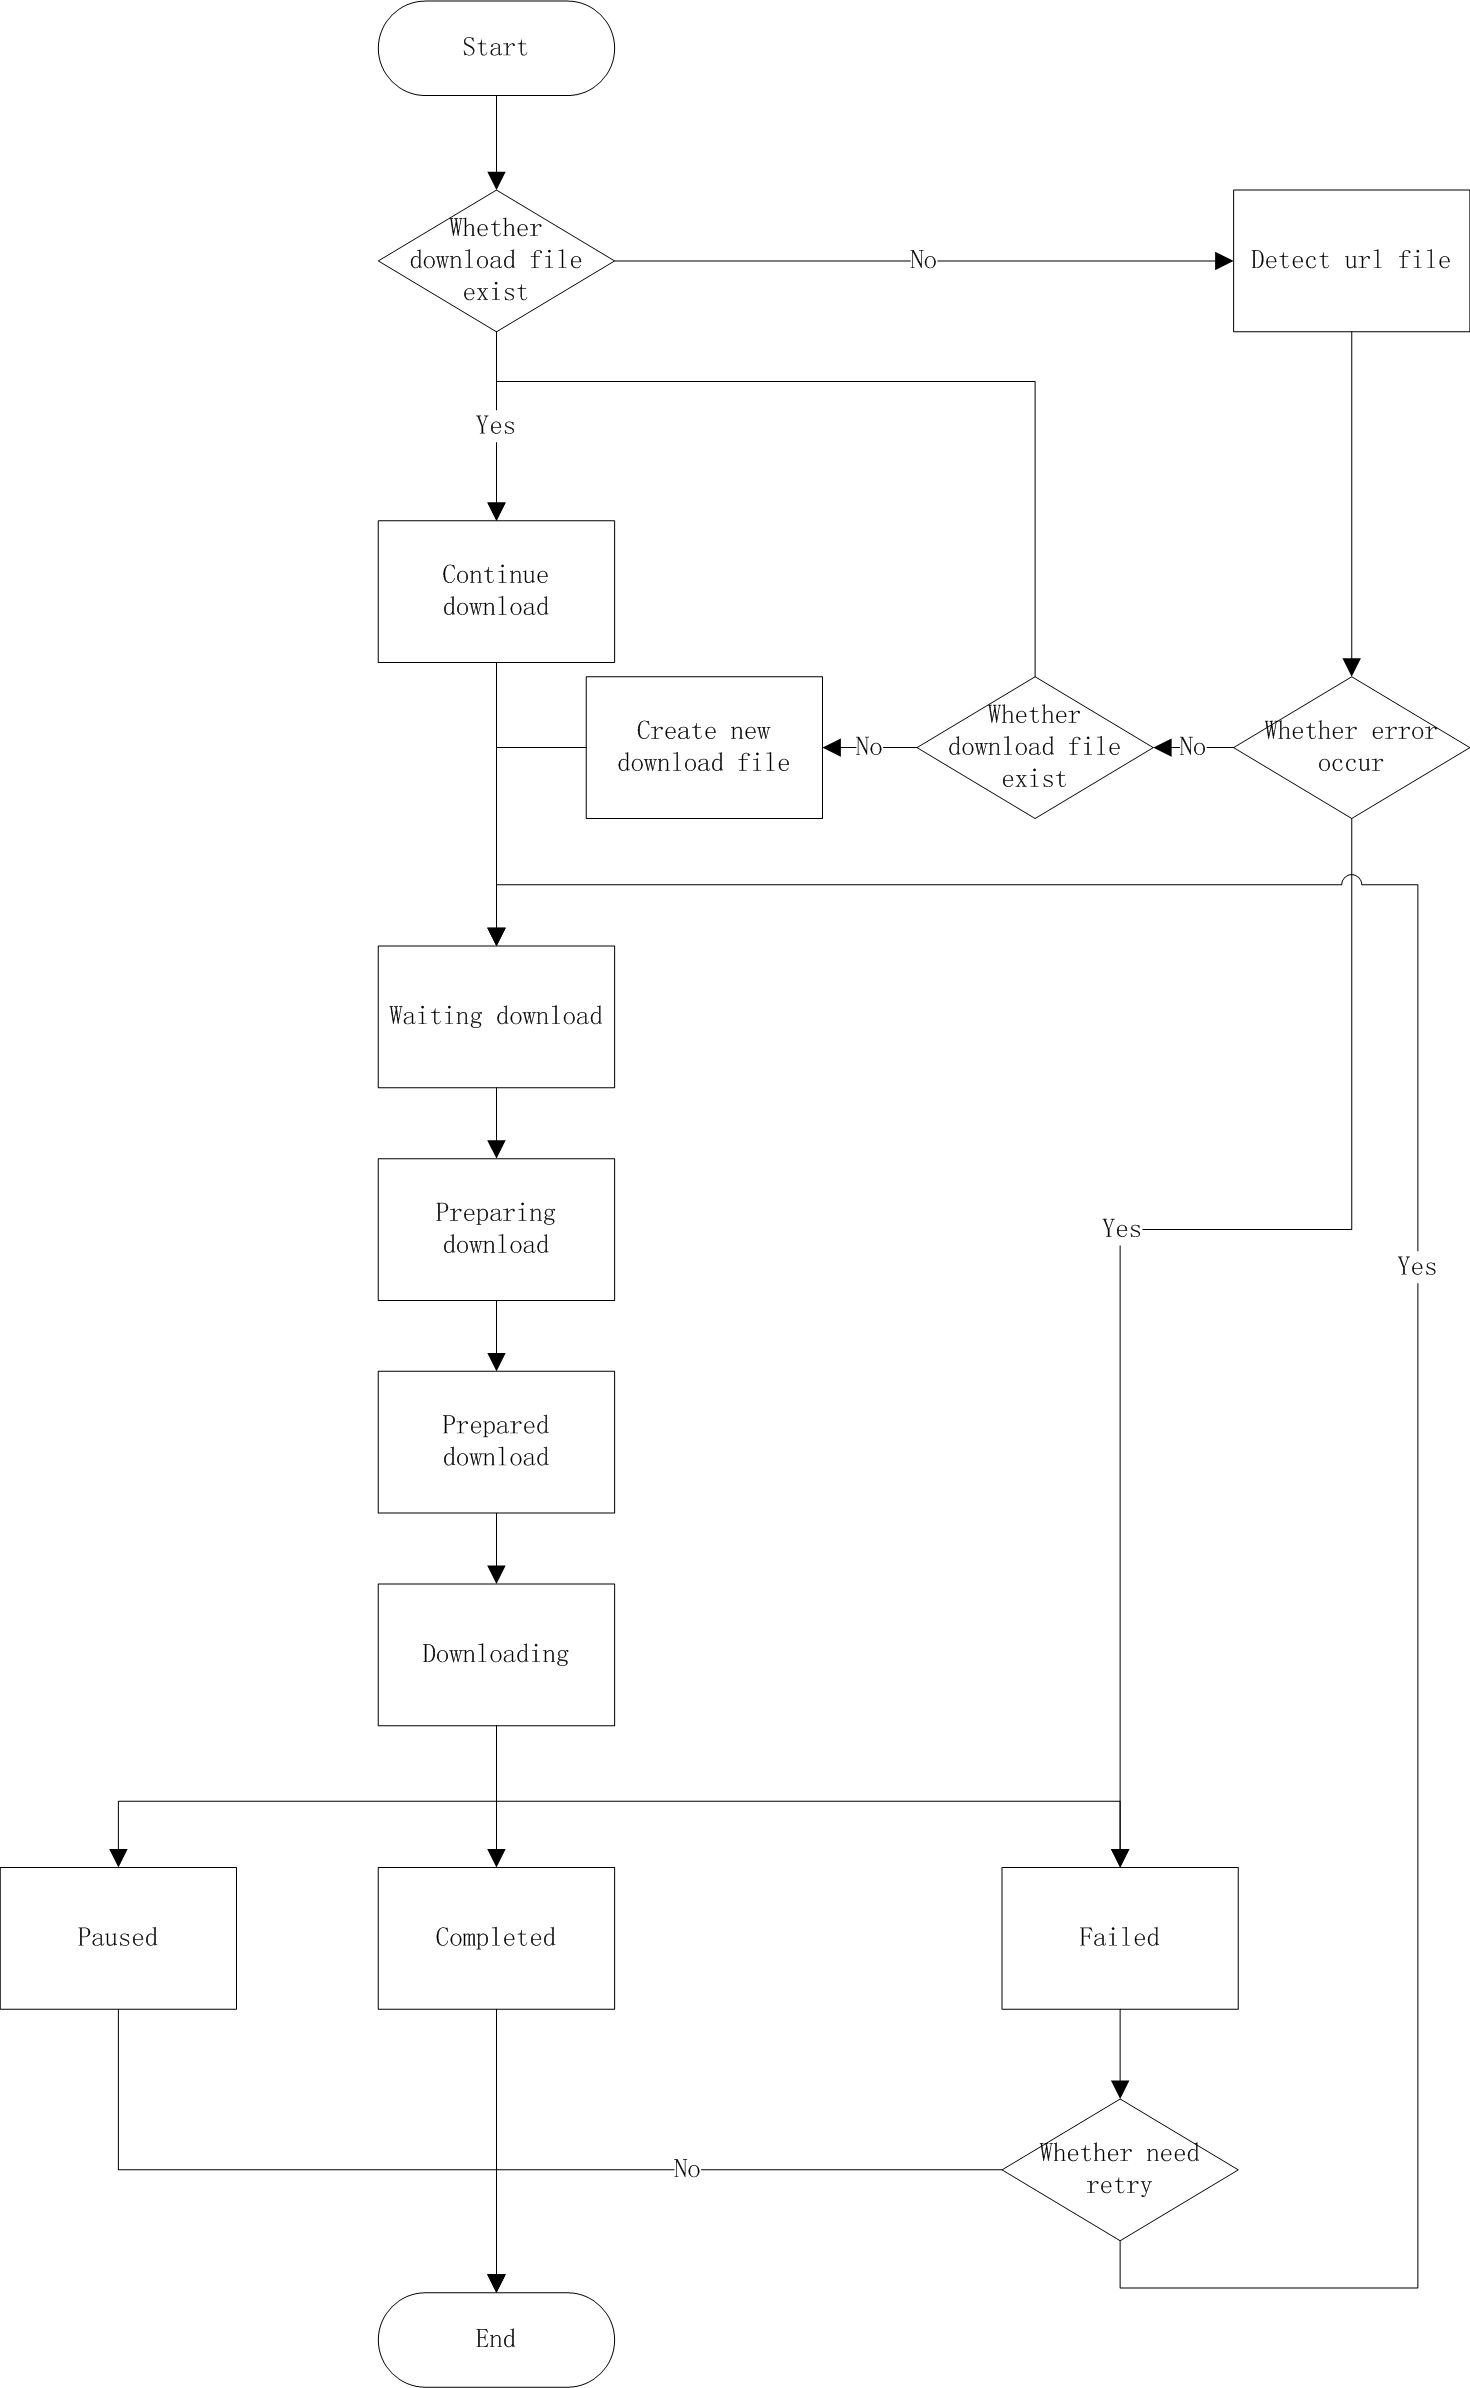 Start
Whether
download file
exist
No
Detect url file
Yes
Continue
download
Create new
download file
No
Whether
download file
exist
No
Whether error
occur
Waiting download
Preparing
download
Yes
Yes
Prepared
download
Downloading
Paused
Completed
Failed
No
Whether need
retry
End